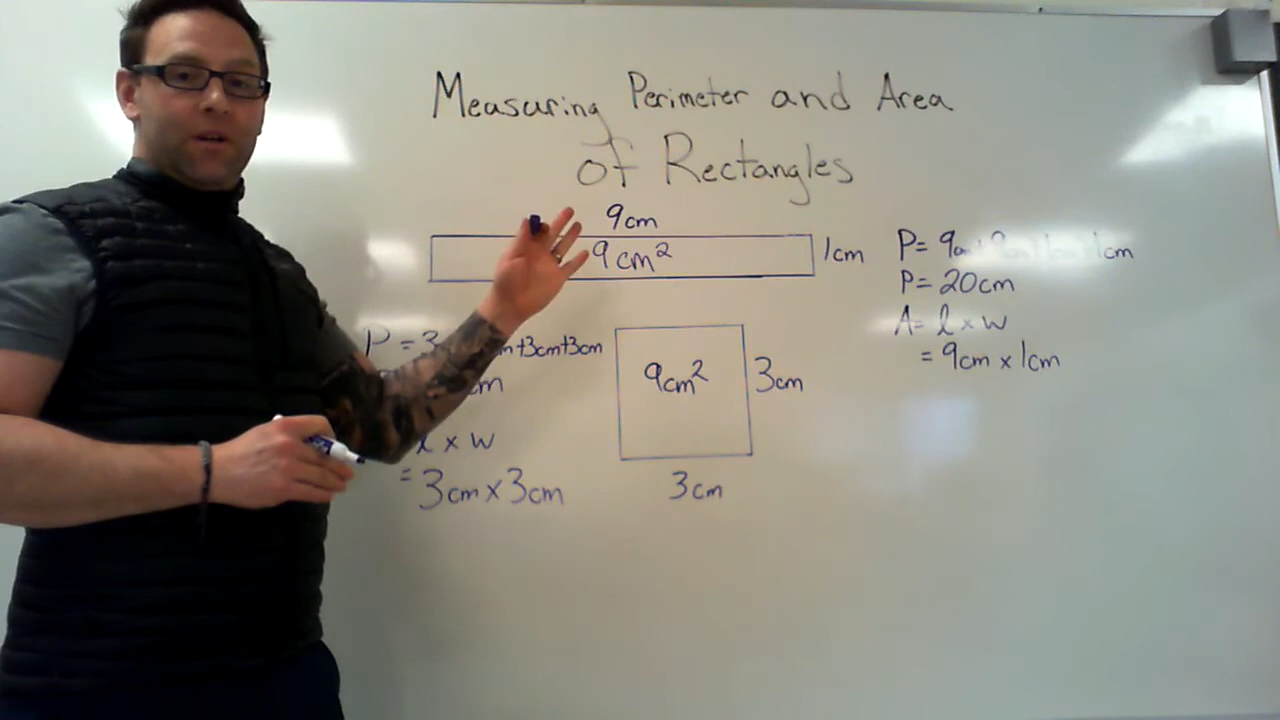 Measuring Perimeter and Area
of Rectangles
9cm
9cm²
1cm
P= 9 1cm
P= 20cm
A= l x w
= 9cm x 1cm
P = 3 +3cm+3cm
cm
9cm²
3cm
l x w
= 3cm x 3cm
3cm